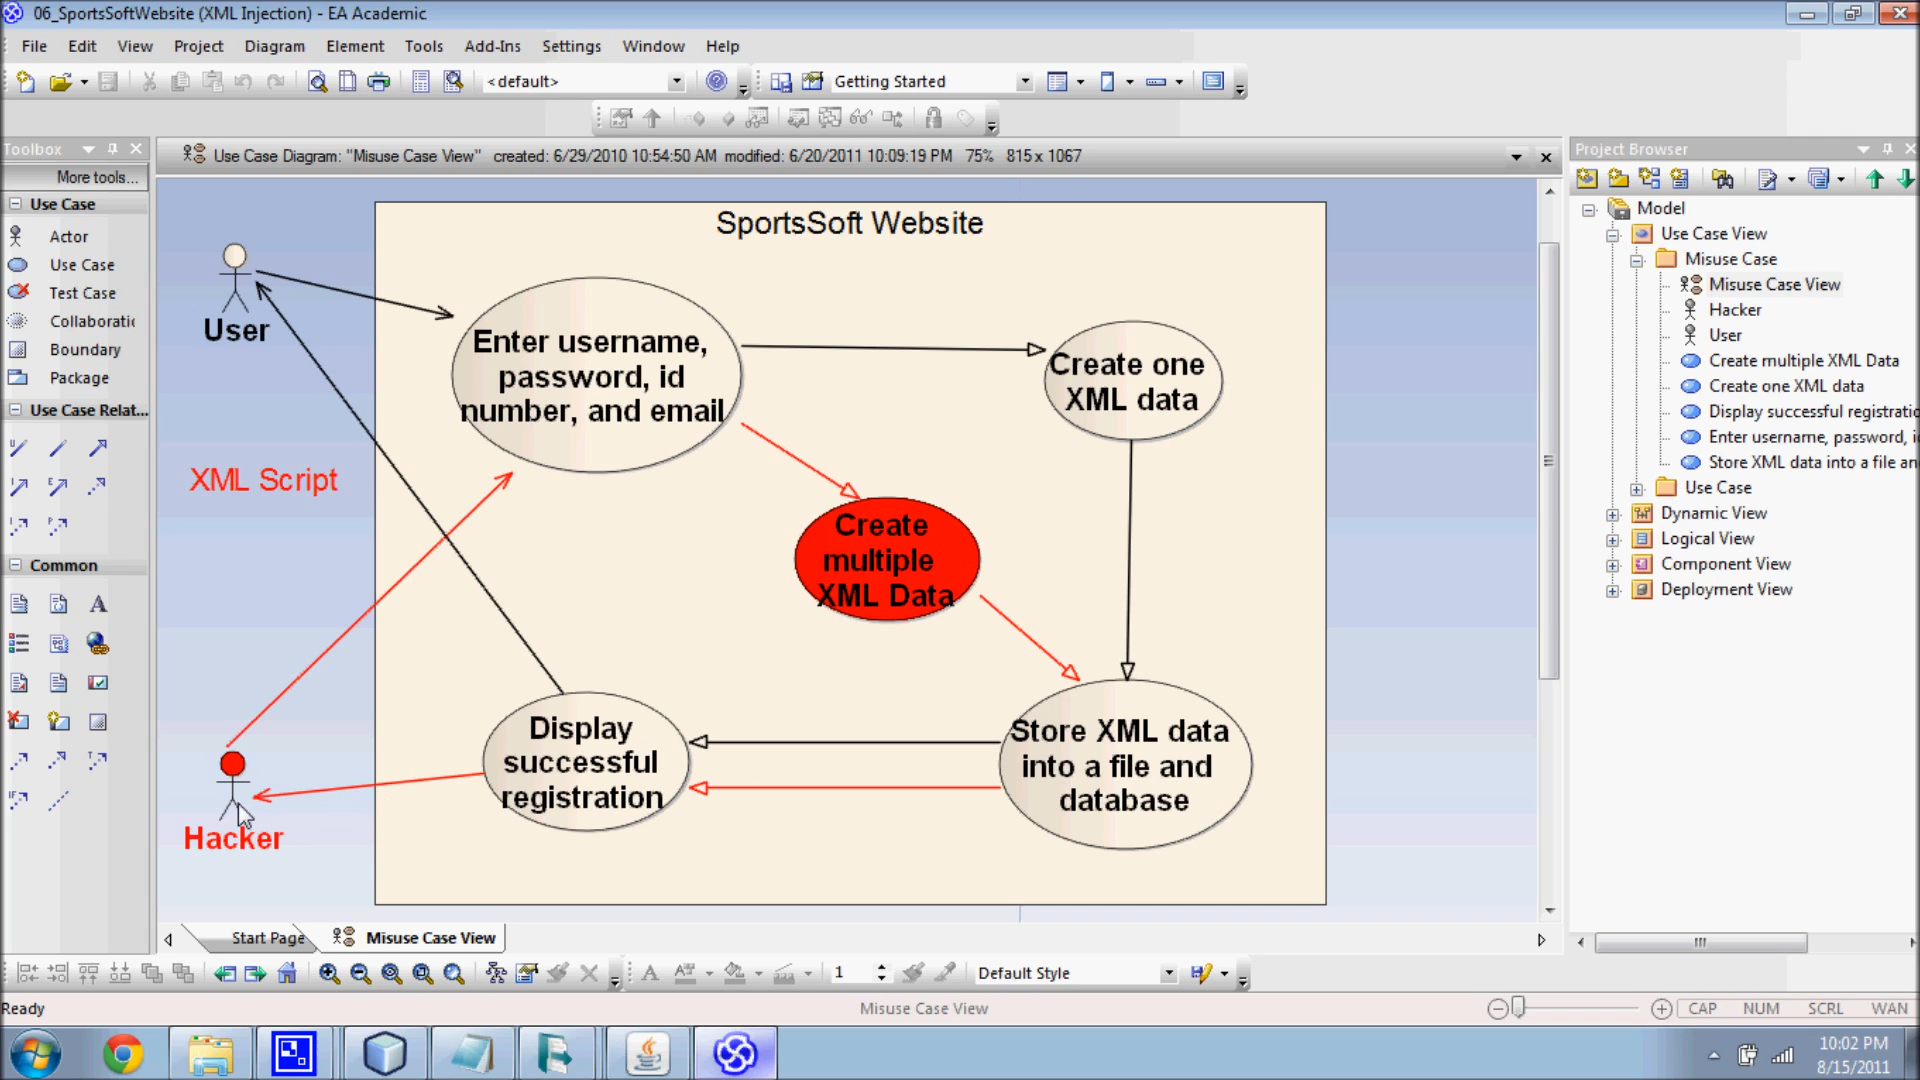 06_SportsSoftWebsite (XML Injection) - EA Academic
File Edit View Project Diagram Element Tools Add-Ins Settings Window Help
<default>
Getting Started
Toolbox
More tools...
Use Case
Actor
Use Case
Test Case
Collaboratic
Boundary
Package
Use Case Relat...
Common
Use Case Diagram: "Misuse Case View" created: 6/29/2010 10:54:50 AM modified: 6/20/2011 10:09:19 PM 75% 815 x 1067
SportsSoft Website
User
Enter username,
password, id
number, and email
Create one
XML data
XML Script
Create
multiple
XML Data
Display
successful
registration
Store XML data
into a file and
database
Hacker
Project Browser
Model
Use Case View
Misuse Case
Misuse Case View
Hacker
User
Create multiple XML Data
Create one XML data
Display successful registratic
Enter username, password, i
Store XML data into a file an
Use Case
Dynamic View
Logical View
Component View
Deployment View
Start Page
Misuse Case View
1
Default Style
Ready
Misuse Case View
CAP NUM SCRL WAN
10:02 PM
8/15/2011